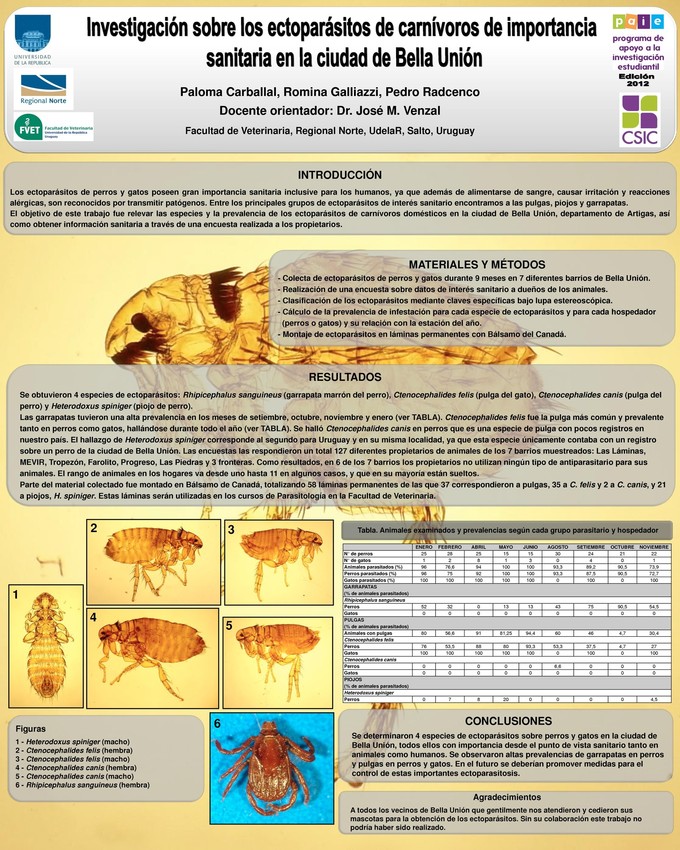 Investigación sobre los ectoparásitos de carnívoros de importancia
sanitaria en la ciudad de Bella Unión
UNIVERSIDAD
DE LA REPÚBLICA
Regional Norte
FVET
Facultad de Veterinaria
Universidad de la República
Uruguay
Paloma Carballal, Romina Galliazzi, Pedro Radcenco
Docente orientador: Dr. José M. Venzal
Facultad de Veterinaria, Regional Norte, UdelaR, Salto, Uruguay
paie
programa de
apoyo a la
investigación
estudiantil
Edición
2012
CSIC
INTRODUCCIÓN
Los ectoparásitos de perros y gatos poseen gran importancia sanitaria inclusive para los humanos, ya que además de alimentarse de sangre, causar irritación y reacciones
alérgicas, son reconocidos por transmitir patógenos. Entre los principales grupos de ectoparásitos de interés sanitario encontramos a las pulgas, piojos y garrapatas.
El objetivo de este trabajo fue relevar las especies y la prevalencia de los ectoparásitos de carnívoros domésticos en la ciudad de Bella Unión, departamento de Artigas, así
como obtener información sanitaria a través de una encuesta realizada a los propietarios.
MATERIALES Y MÉTODOS
- Colecta de ectoparásitos de perros y gatos durante 9 meses en 7 diferentes barrios de Bella Unión.
- Realización de una encuesta sobre datos de interés sanitario a dueños de los animales.
- Clasificación de los ectoparásitos mediante claves específicas bajo lupa estereoscópica.
- Cálculo de la prevalencia de infestación para cada especie de ectoparásitos y para cada hospedador
(perros o gatos) y su relación con la estación del año.
- Montaje de ectoparásitos en láminas permanentes con Bálsamo del Canadá.
RESULTADOS
Se obtuvieron 4 especies de ectoparásitos: Rhipicephalus sanguineus (garrapata marrón del perro), Ctenocephalides felis (pulga del gato), Ctenocephalides canis (pulga del
perro) y Heterodoxus spiniger (piojo de perro).
Las garrapatas tuvieron una alta prevalencia en los meses de setiembre, octubre, noviembre y enero (ver TABLA). Ctenocephalides felis fue la pulga más común y prevalente
tanto en perros como gatos, hallándose durante todo el año (ver TABLA). Se halló Ctenocephalides canis en perros que es una especie de pulga con pocos registros en
nuestro país. El hallazgo de Heterodoxus spiniger corresponde al segundo para Uruguay y en su misma localidad, ya que esta especie únicamente contaba con un registro
sobre un perro de la ciudad de Bella Unión. Las encuestas las respondieron un total 127 diferentes propietarios de animales de los 7 barrios muestreados: Las Láminas,
MEVIR, Tropezón, Farolito, Progreso, Las Piedras y 3 fronteras. Como resultados, en 6 de los 7 barrios los propietarios no utilizan ningún tipo de antiparasitario para sus
animales. El rango de animales en los hogares va desde uno hasta 11 en algunos casos, y que en su mayoría están sueltos.
Parte del material colectado fue montado en Bálsamo de Canadá, totalizando 58 láminas permanentes de las que 37 correspondieron a pulgas, 35 a C. felis y 2 a C. canis, y 21
a piojos, H. spiniger. Estas láminas serán utilizadas en los cursos de Parasitología en la Facultad de Veterinaria.
1
2
3
4
5
6
Tabla. Animales examinados y prevalencias según cada grupo parasitario y hospedador
ENERO FEBRERO ABRIL MAYO JUNIO AGOSTO SETIEMBRE OCTUBRE NOVIEMBRE
N° de perros 25 28 25 15 15 30 24 21 22
N° de gatos 1 2 8 1 3 0 4 0 1
Animales parasitados (%) 96 76,6 94 100 100 93,3 89,2 90,5 73,9
Perros parasitados (%) 96 75 92 100 100 93,3 87,5 90,5 72,7
Gatos parasitados (%) 100 100 100 100 100 0 100 0 100
GARRAPATAS
(% de animales parasitados)
Rhipicephalus sanguineus
Perros 52 32 0 13 13 43 75 90,5 54,5
Gatos 0 0 0 0 0 0 0 0 0
PULGAS
(% de animales parasitados)
Animales con pulgas 80 56,6 91 81,25 94,4 60 46 4,7 30,4
Ctenocephalides felis
Perros 76 53,5 88 80 93,3 53,3 37,5 4,7 27
Gatos 100 100 100 100 100 0 100 0 100
Ctenocephalides canis
Perros 0 0 0 0 0 6,6 0 0 0
Gatos 0 0 0 0 0 0 0 0 0
PIOJOS
(% de animales parasitados)
Heterodoxus spiniger
Perros 0 7 8 20 0 0 0 0 4,5
Figuras
1 - Heterodoxus spiniger (macho)
2 - Ctenocephalides felis (hembra)
3 - Ctenocephalides felis (macho)
4 - Ctenocephalides canis (hembra)
5 - Ctenocephalides canis (macho)
6 - Rhipicephalus sanguineus (hembra)
CONCLUSIONES
Se determinaron 4 especies de ectoparásitos sobre perros y gatos en la ciudad de
Bella Unión, todos ellos con importancia desde el punto de vista sanitario tanto en
animales como humanos. Se observaron altas prevalencias de garrapatas en perros
y pulgas en perros y gatos. En el futuro se deberían promover medidas para el
control de estas importantes ectoparasitosis.
Agradecimientos
A todos los vecinos de Bella Unión que gentilmente nos atendieron y cedieron sus
mascotas para la obtención de los ectoparásitos. Sin su colaboración este trabajo no
podría haber sido realizado.